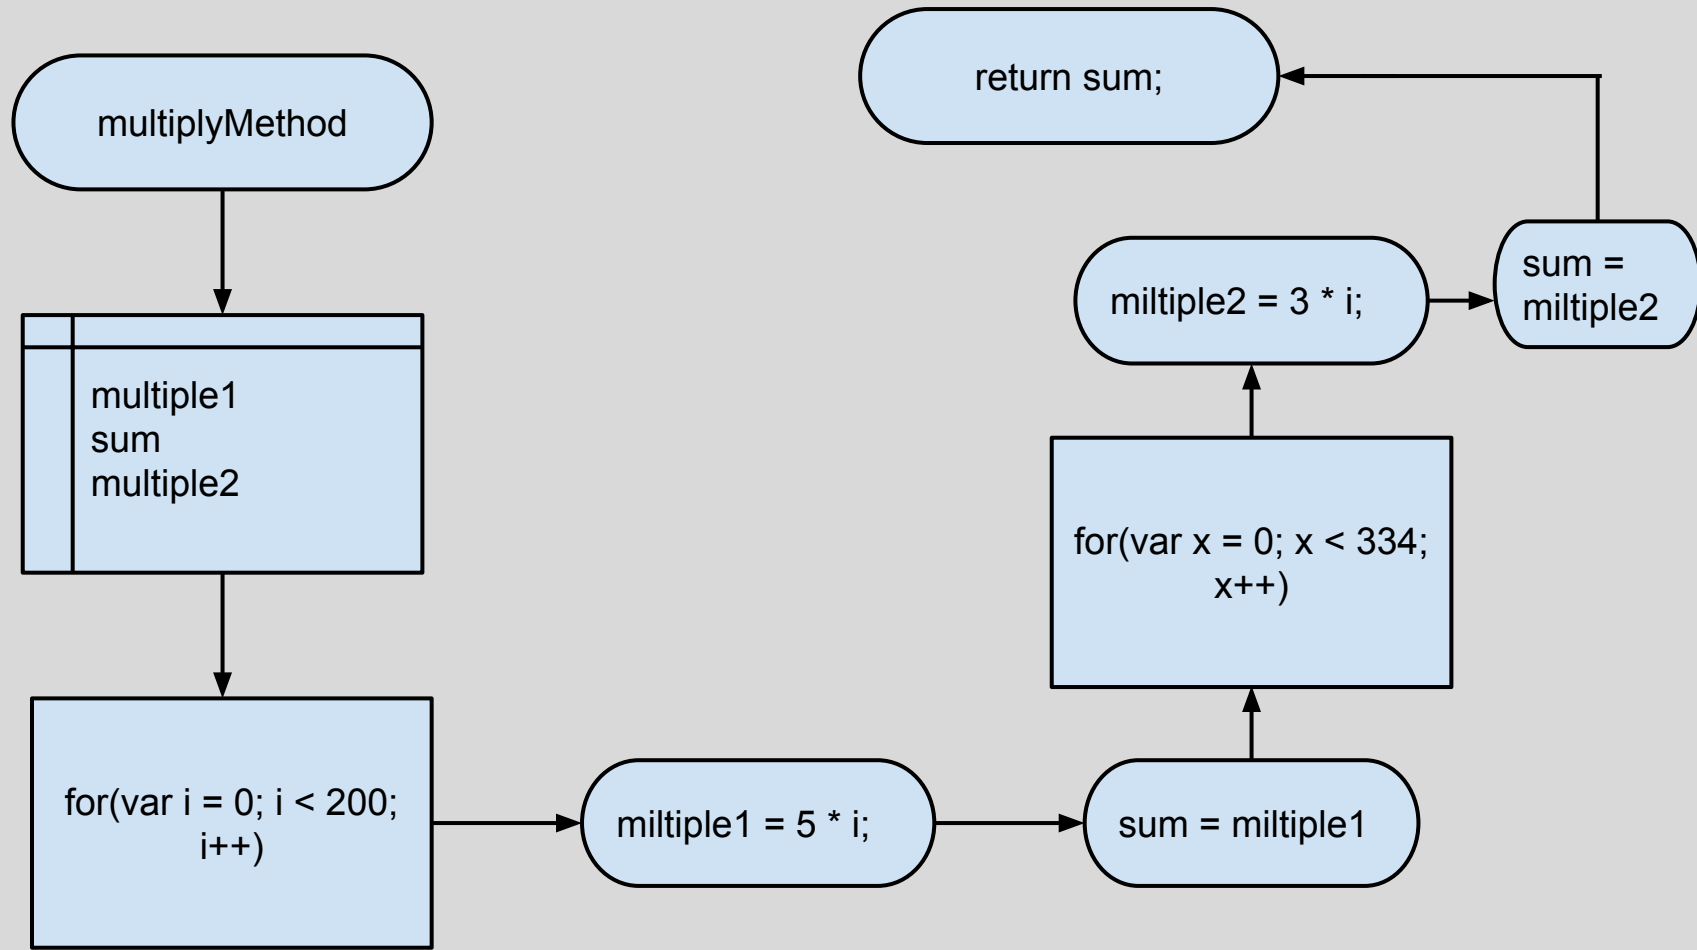 multiplyMethod
multiple1
sum
multiple2
for(var i = 0; i < 200;
i++)
miltiple1 = 5 * i;
sum = miltiple1
for(var x = 0; x < 334;
x++)
miltiple2 = 3 * i;
sum =
miltiple2
return sum;